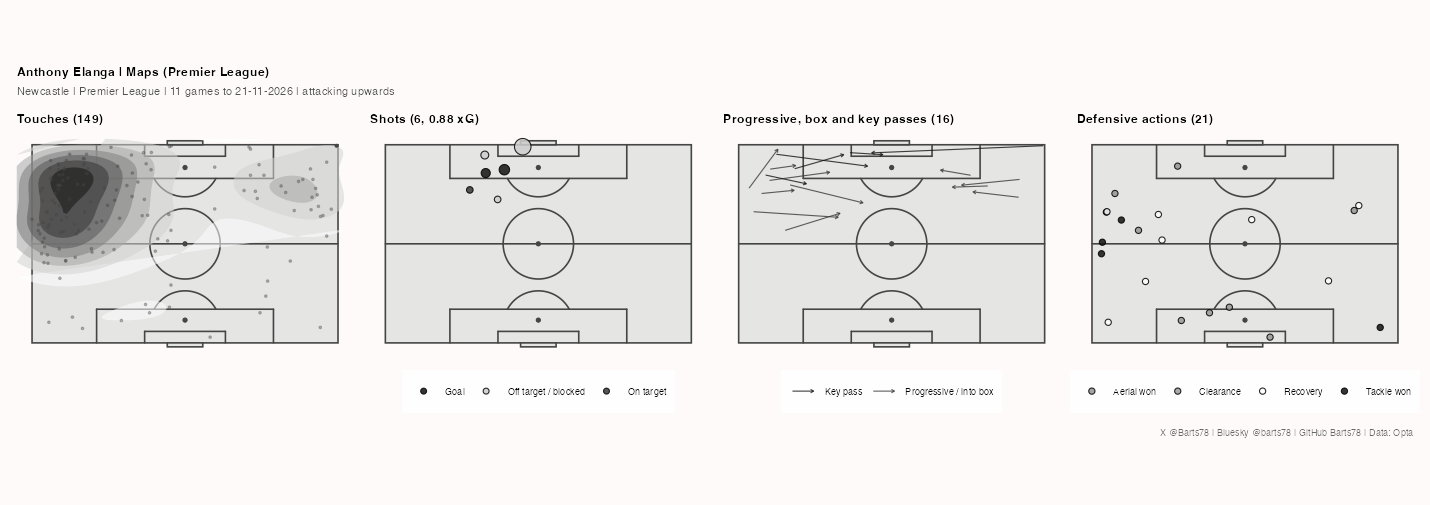 Anthony Elanga | Maps (Premier League)
Newcastle | Premier League | 11 games to 21-11-2026 | attacking upwards
Touches (149)
Shots (6, 0.88 xG)
Progressive, box and key passes (16)
Defensive actions (21)
Goal
Off target / blocked
On target
Key pass
Progressive / into box
Aerial won
Clearance
Recovery
Tackle won
X @Barts78 | Bluesky @barts78 | GitHub Barts78 | Data: Opta